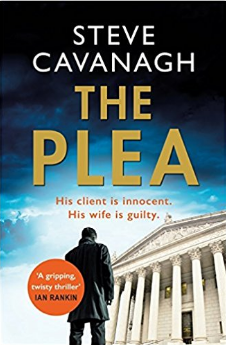 STEVE
CAVANAGH
THE
PLEA
His client is innocent.
His wife is guilty.
'A gripping,
twisty thriller'
IAN RANKIN